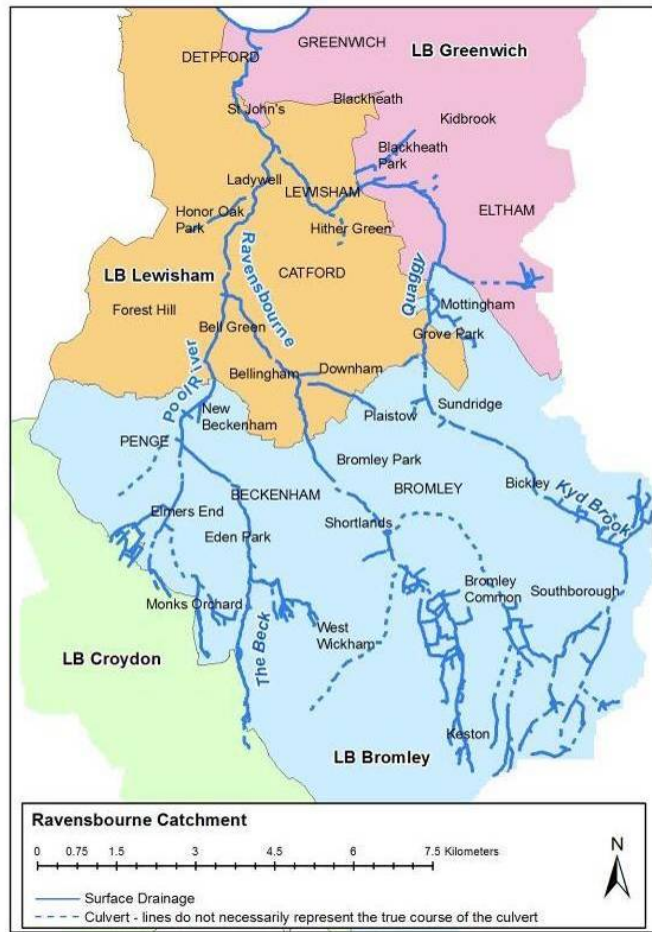 GREENWICH
LB Greenwich
DETPFORD
Blackheath
St John's
Kidbrook
Blackheath
Park
Ladywell
LEWISHAM
ELTHAM
Honor Oak
Park
Hither Green
Ravensbourne
LB Lewisham
CATFORD
Quaggy
Mottingham
Forest Hill
Bell Green
Grove Park
Pool River
Bellingham
Downham
New
Beckenham
Plaistow
Sundridge
PENGE
Bromley Park
BECKENHAM
BROMLEY
Bickley
Kyd Brook
Elmers End
Shortlands
Eden Park
Bromley
Common
Southborough
Monks Orchard
West
Wickham
The Beck
LB Croydon
Keston
LB Bromley
Ravensbourne Catchment
0 0.75 1.5 3 4.5 6 7.5 Kilometers
N
Surface Drainage
Culvert - lines do not necessarily represent the true course of the culvert